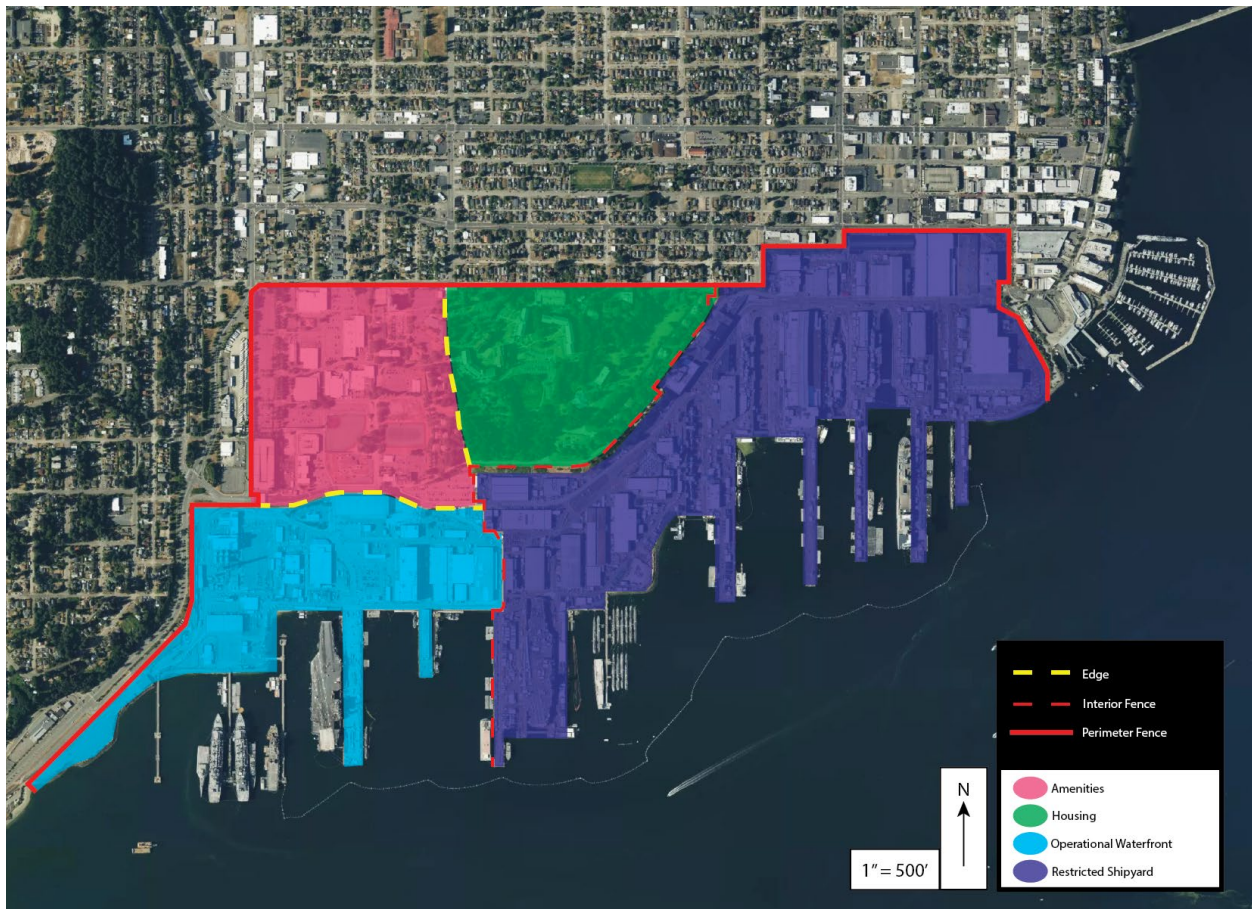 Edge
Interior Fence
Perimeter Fence
N
Amenities
Housing
Operational Waterfront
1” = 500’
Restricted Shipyard